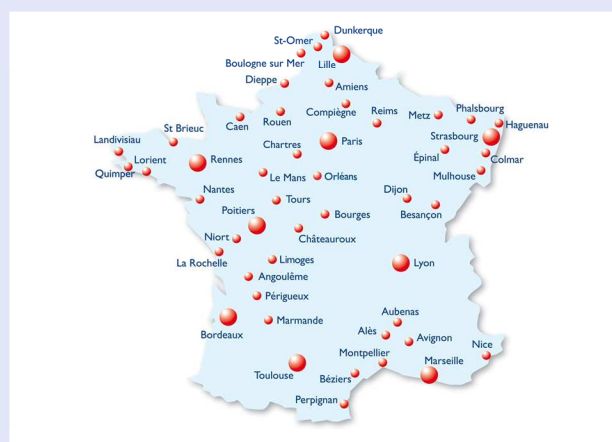 Dunkerque
St-Omer
Boulogne sur Mer
Lille
Dieppe
Amiens
Compiègne
Reims
Metz
Phalsbourg
Haguenau
Rouen
Caen
St Brieuc
Landivisiau
Lorient
Quimper
Rennes
Chartres
Paris
Strasbourg
Épinal
Colmar
Mulhouse
Le Mans
Orléans
Nantes
Tours
Dijon
Besançon
Poitiers
Bourges
Niort
Châteauroux
La Rochelle
Limoges
Lyon
Angoulême
Périgueux
Marmande
Bordeaux
Aubenas
Alès
Avignon
Nice
Montpellier
Marseille
Toulouse
Béziers
Perpignan